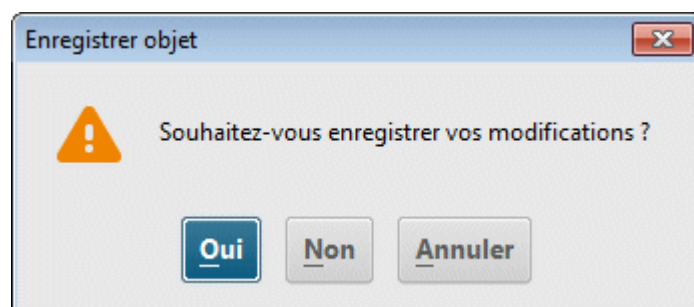 Enregistrer objet
Souhaitez-vous enregistrer vos modifications ?
Oui Non Annuler